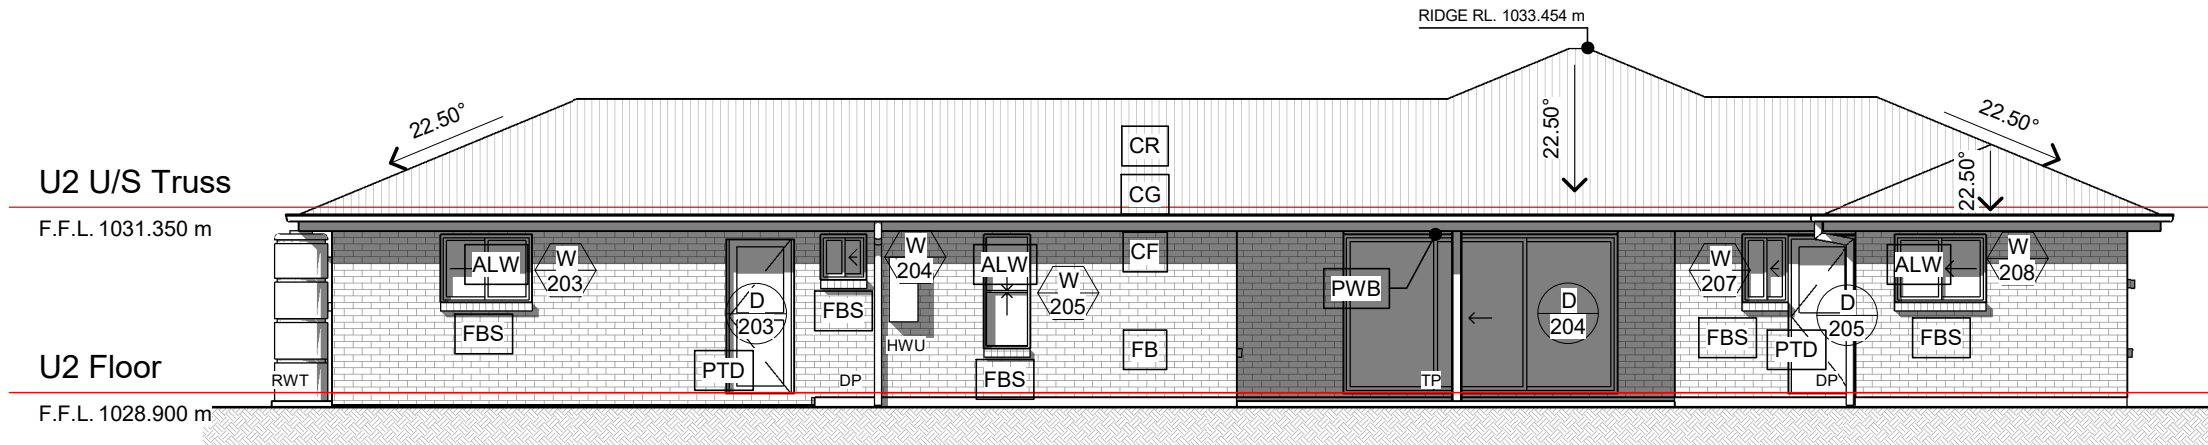 RIDGE RL. 1033.454 m
22.50°
22.50°
22.50°
22.50°
CR
CG
U2 U/S Truss
F.F.L. 1031.350 m
ALW
W
203
W
204
ALW
W
205
CF
PWB
D
204
W
207
ALW
W
208
D
203
FBS
FBS
HWU
FB
FBS
D
205
FBS
FBS
PTD
PTD
U2 Floor
RWT
DP
TP
DP
F.F.L. 1028.900 m